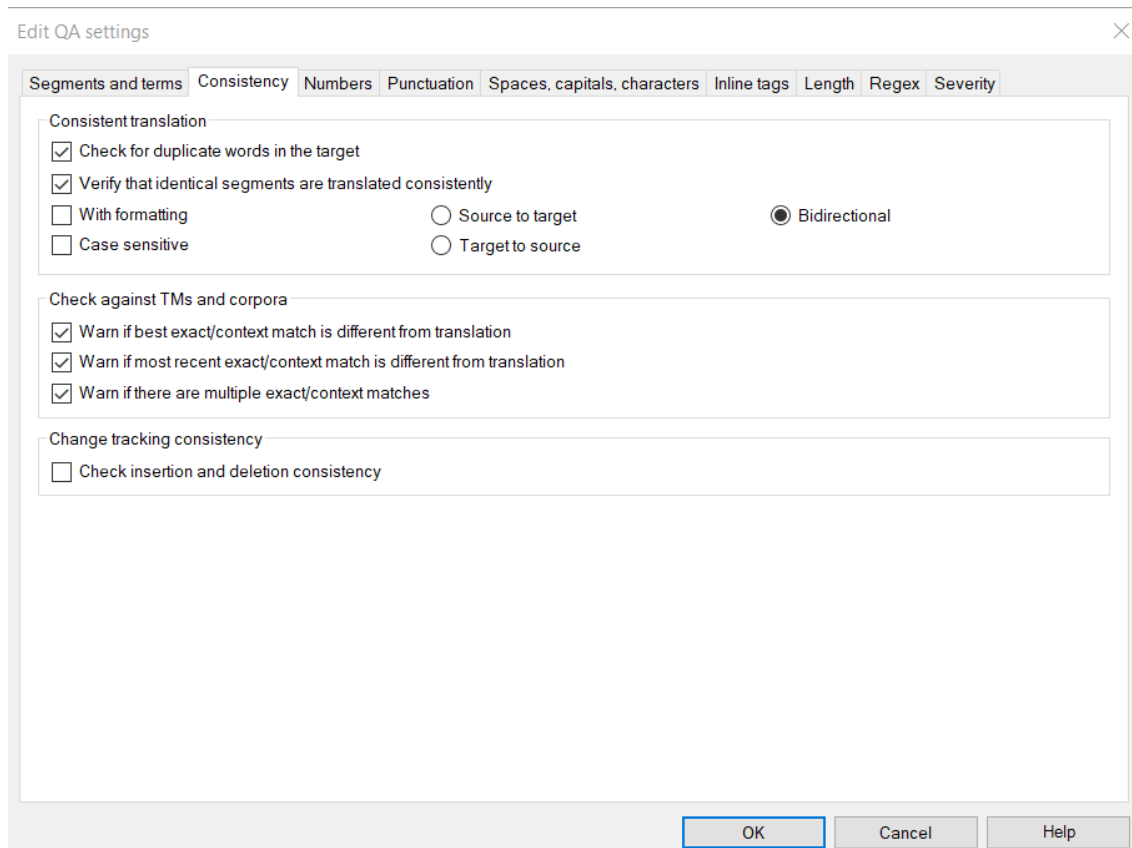 Edit QA settings
Segments and terms Consistency Numbers Punctuation Spaces, capitals, characters Inline tags Length Regex Severity
Consistent translation
Check for duplicate words in the target
Verify that identical segments are translated consistently
With formatting Source to target Bidirectional
Case sensitive Target to source
Check against TMs and corpora
Warn if best exact/context match is different from translation
Warn if most recent exact/context match is different from translation
Warn if there are multiple exact/context matches
Change tracking consistency
Check insertion and deletion consistency
OK Cancel Help